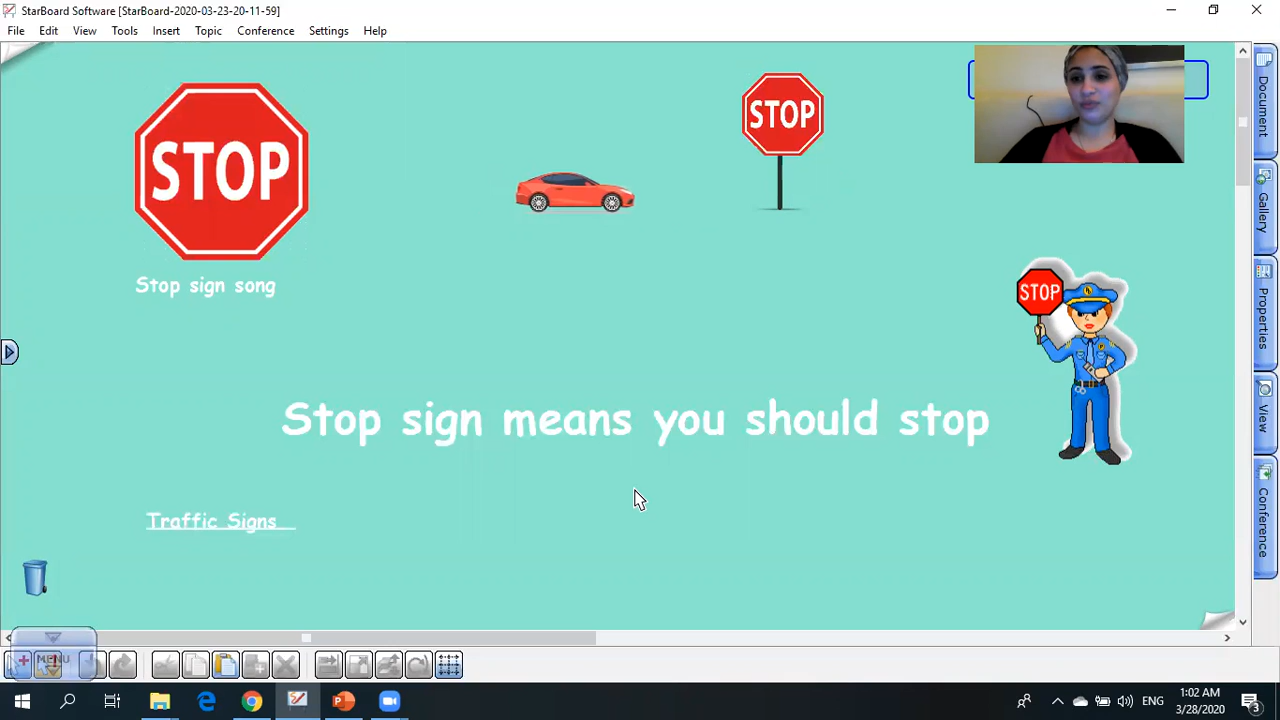 StarBoard Software [StarBoard-2020-03-23-20-11-59]
File Edit View Tools Insert Topic Conference Settings Help
STOP
STOP
Stop sign song
STOP
Stop sign means you should stop
Traffic Signs
Document
Gallery
Properties
View
Conference
MENU
ENG
1:02 AM
3/28/2020
3